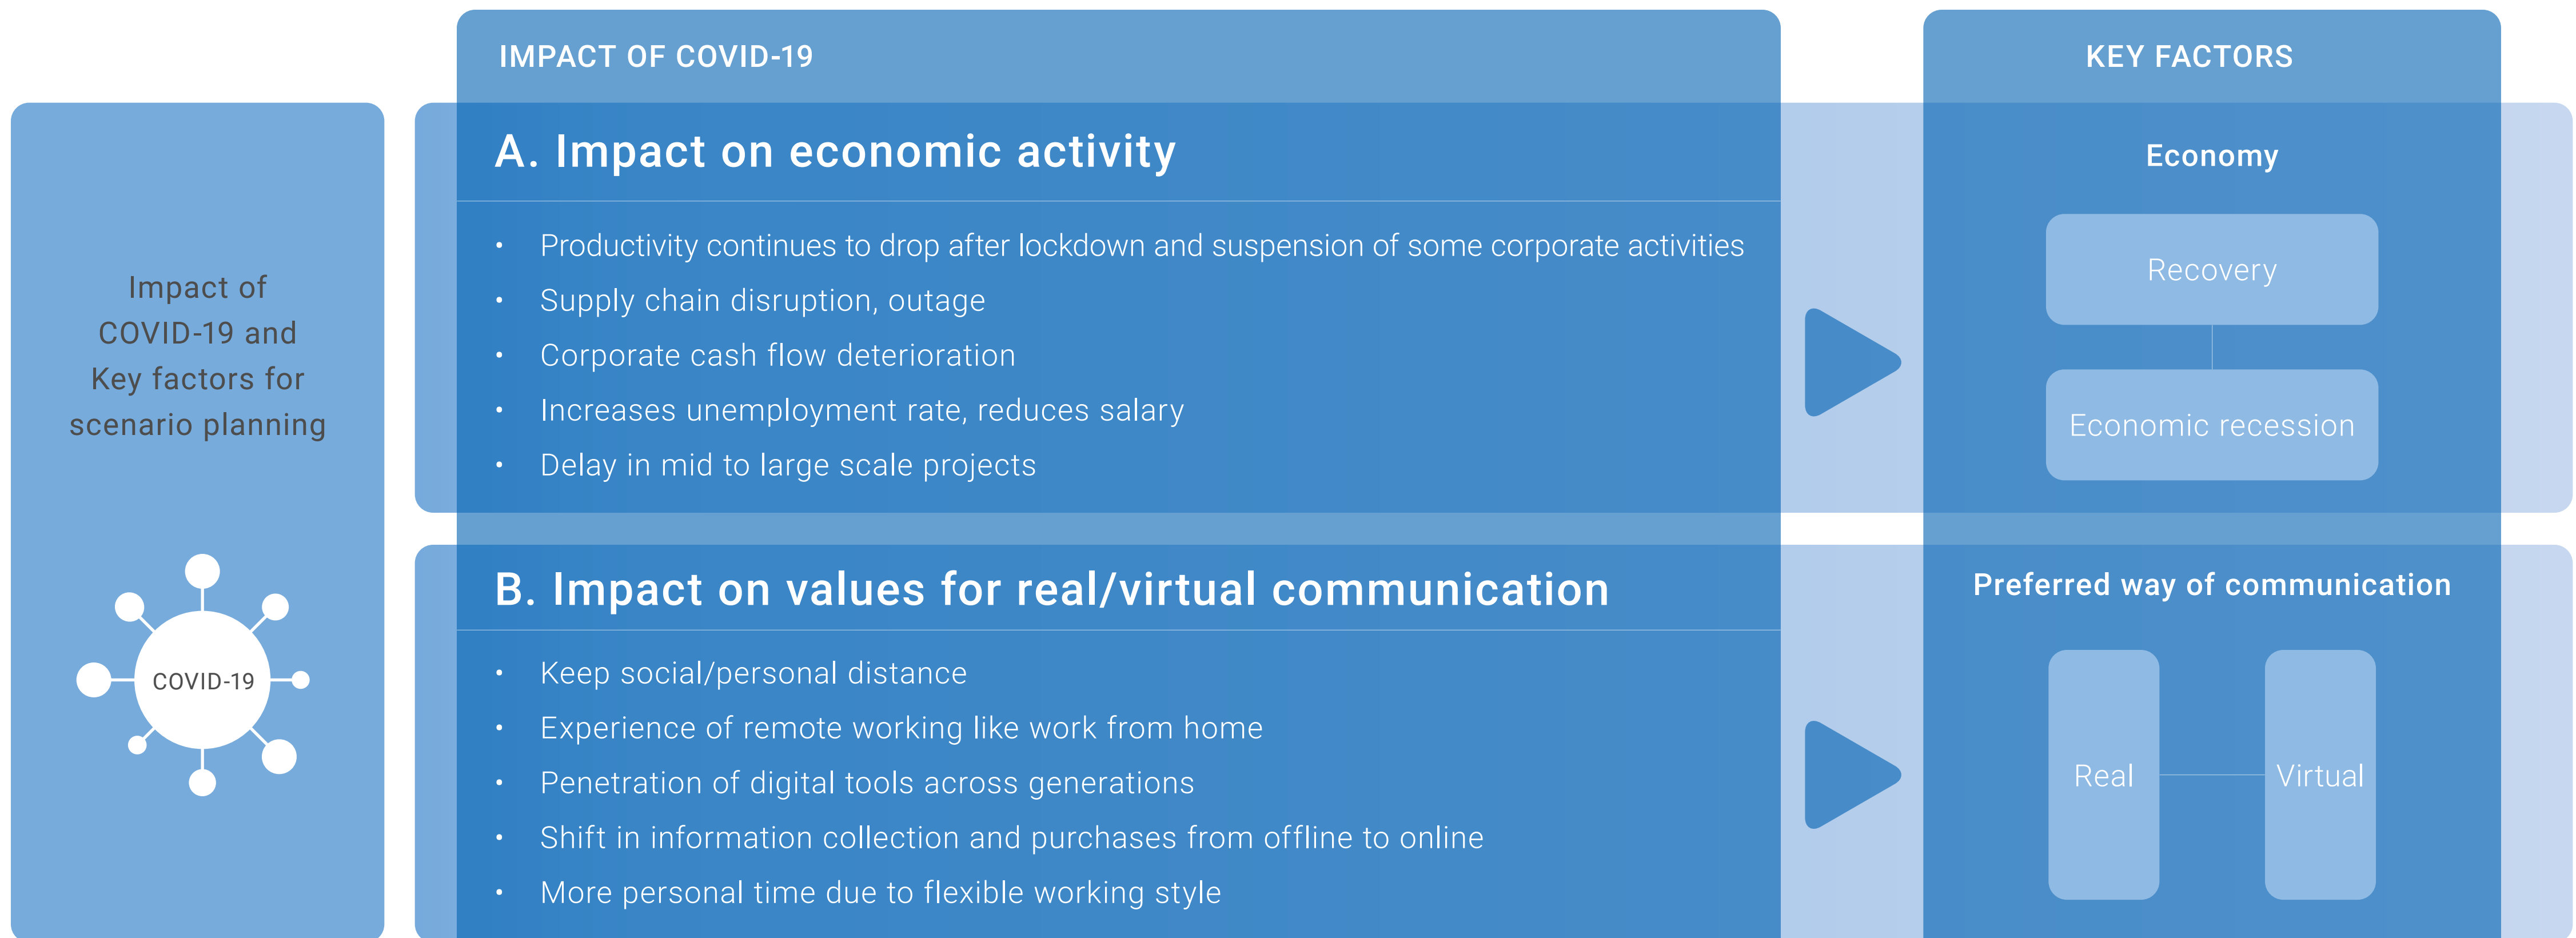 IMPACT OF COVID-19
KEY FACTORS
Impact of
COVID-19 and
Key factors for
scenario planning
COVID-19
A. Impact on economic activity
• Productivity continues to drop after lockdown and suspension of some corporate activities
• Supply chain disruption, outage
• Corporate cash flow deterioration
• Increases unemployment rate, reduces salary
• Delay in mid to large scale projects
Economy
Recovery
Economic recession
B. Impact on values for real/virtual communication
• Keep social/personal distance
• Experience of remote working like work from home
• Penetration of digital tools across generations
• Shift in information collection and purchases from offline to online
• More personal time due to flexible working style
Preferred way of communication
Real
Virtual